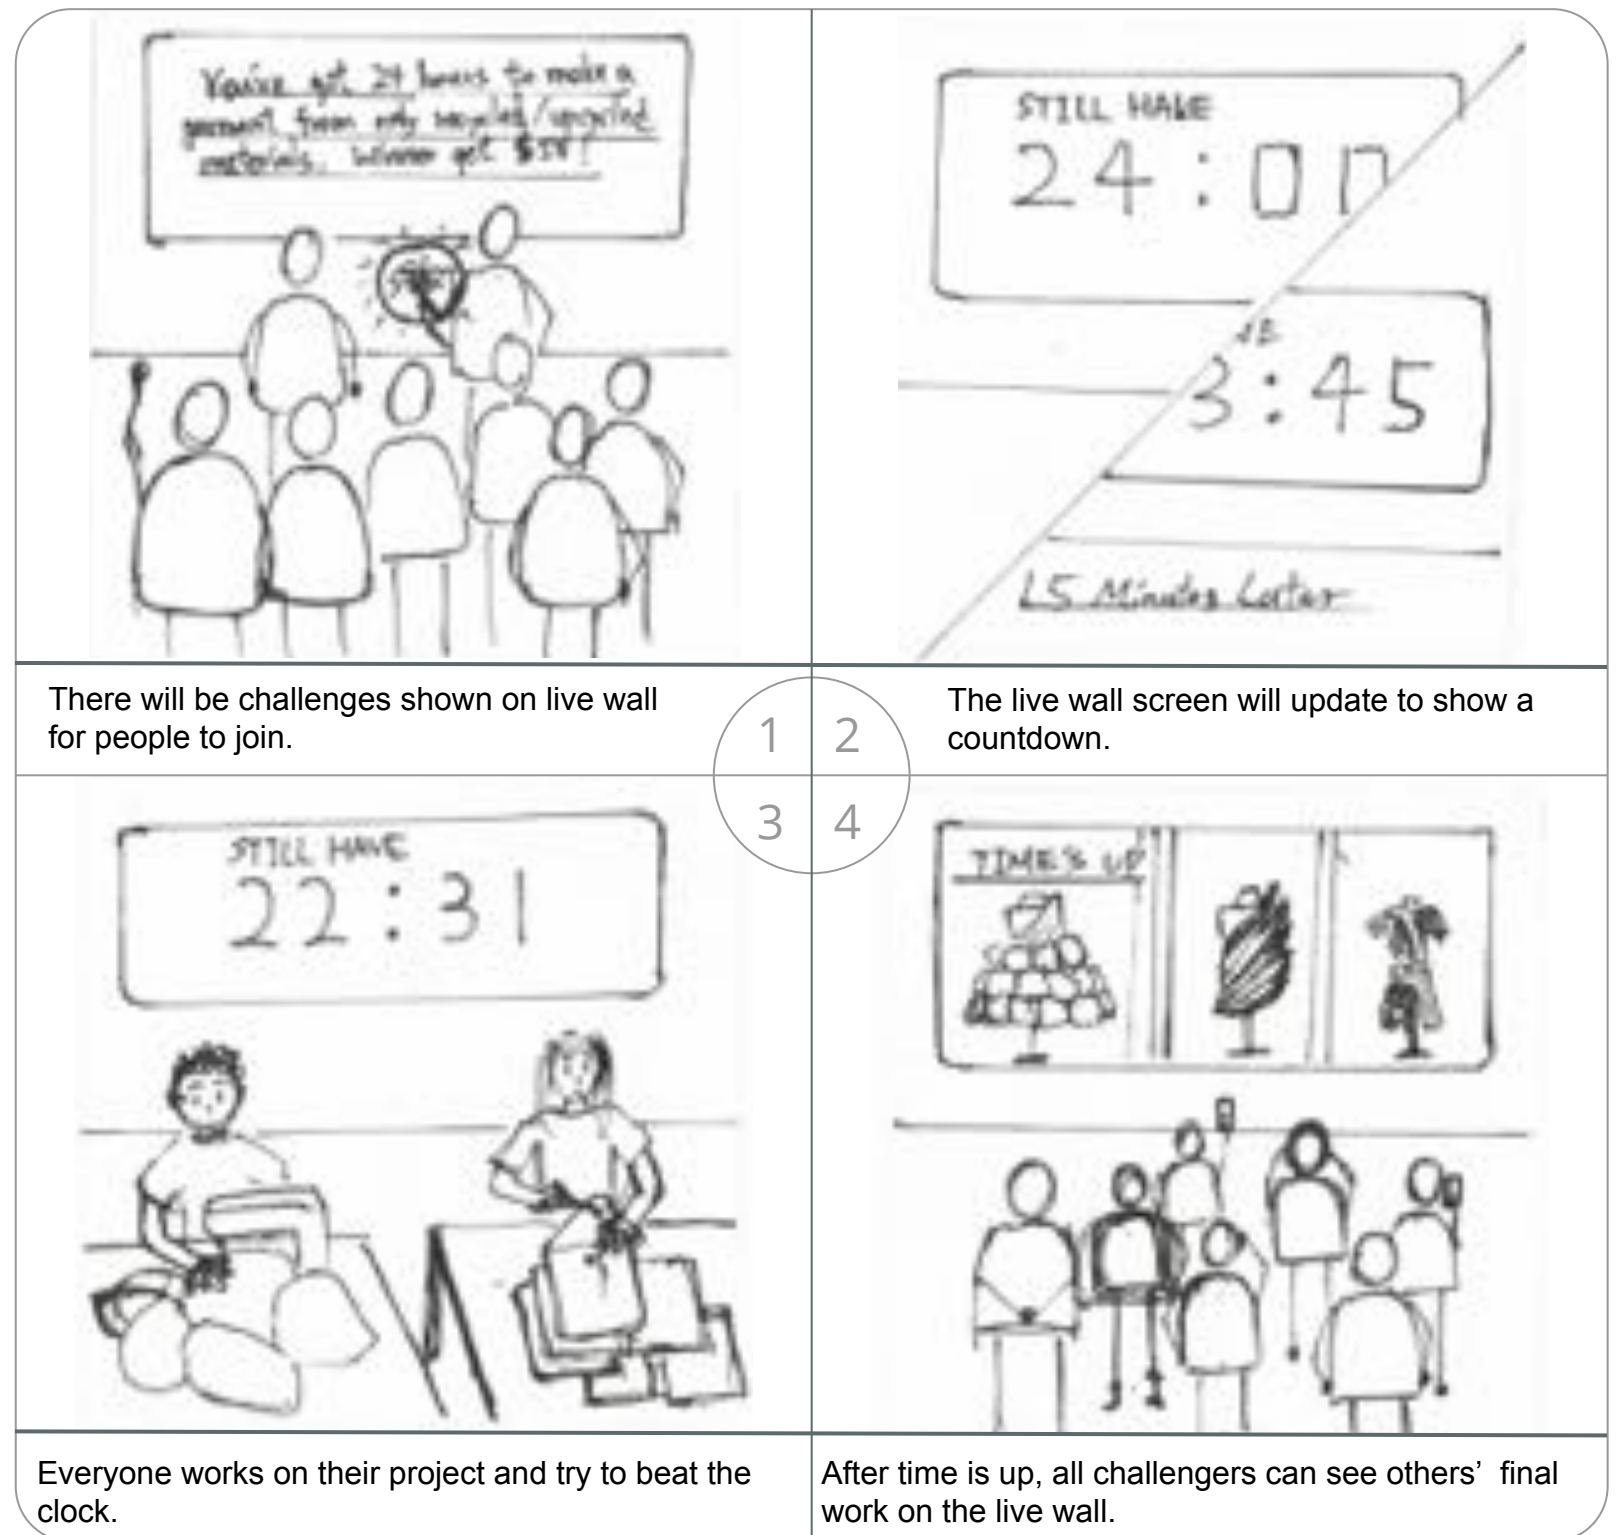 You've got 24 hours to make a
garment from only recycled/upcycled
materials. Winner get $50!
START
STILL HAVE
24:00
VE
3:45
15 Minutes Later
There will be challenges shown on live wall
for people to join.
The live wall screen will update to show a
countdown.
1 2
3 4
STILL HAVE
22:31
TIME'S UP
Everyone works on their project and try to beat the
clock.
After time is up, all challengers can see others' final
work on the live wall.